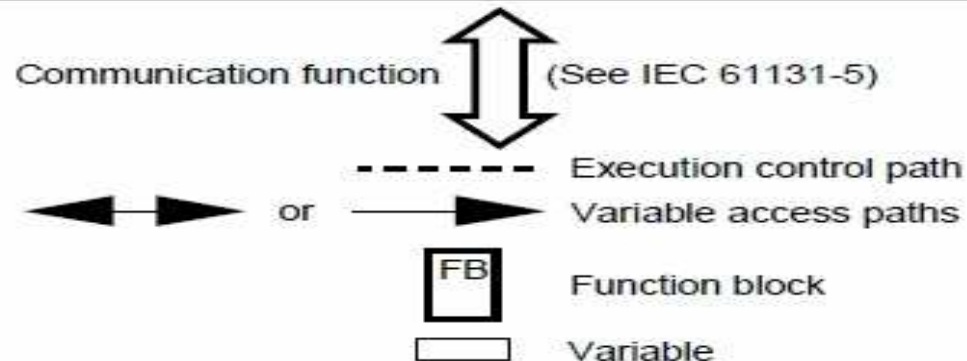 Communication function (See IEC 61131-5)
Execution control path
or Variable access paths
FB Function block
Variable